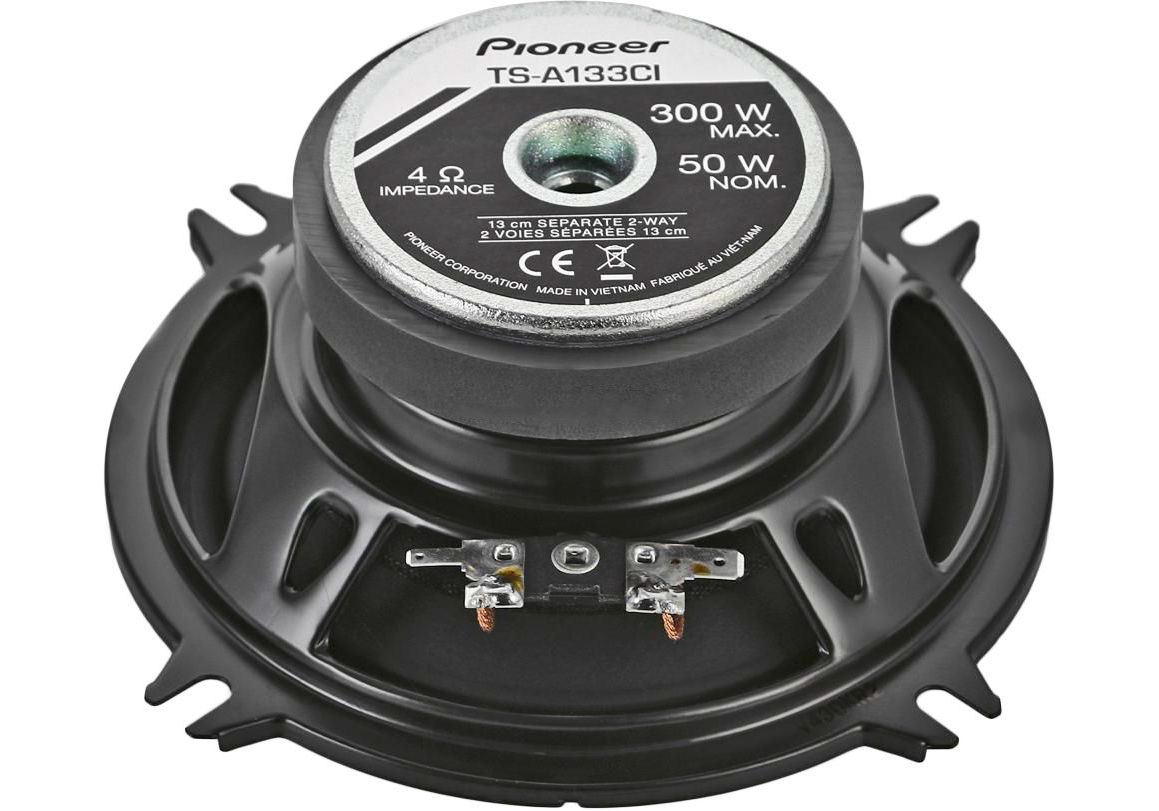 Pioneer
TS-A133CI
300 W
MAX.
50 W
NOM.
4 Ω
IMPEDANCE
13 cm SEPARATE 2-WAY
2 VOIES SÉPARÉES 13 cm
CE
PIONEER CORPORATION MADE IN VIETNAM FABRIQUÉ AU VIÊT-NAM